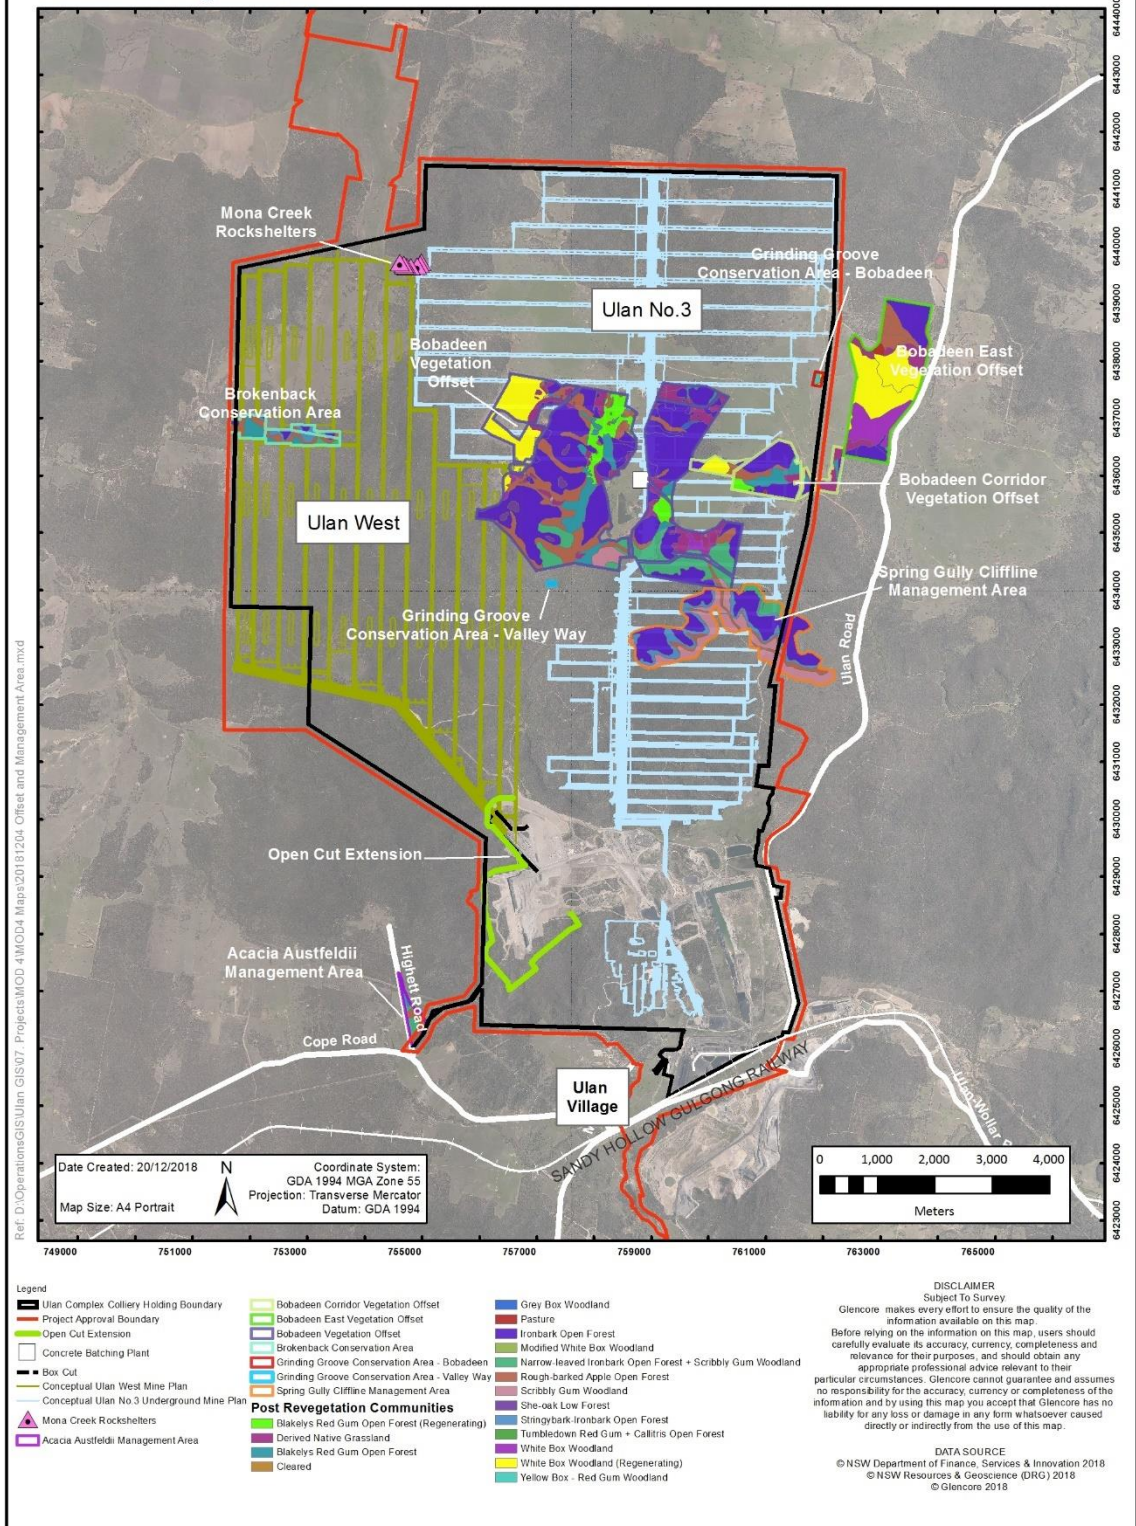 6444000
6443000
6442000
6441000
6440000
6439000
6438000
6437000
6436000
6435000
6434000
6433000
6432000
6431000
6430000
6429000
6428000
6427000
6426000
6425000
6424000
6423000
Mona Creek
Rockshelters
Grinding Groove
Conservation Area - Bobadeen
Ulan No.3
Bobadeen
Vegetation
Offset
Bobadeen East
Vegetation Offset
Brokenback
Conservation Area
Bobadeen Corridor
Vegetation Offset
Ulan West
Spring Gully Cliffline
Management Area
Grinding Groove
Conservation Area - Valley Way
Ulan Road
Open Cut Extension
Acacia Austfeldii
Management Area
Highett Road
Cope Road
Ulan
Village
SANDY HOLLOW GULGONG RAILWAY
Ulan-Wollar
Date Created: 20/12/2018
Map Size: A4 Portrait
N
Coordinate System:
GDA 1994 MGA Zone 55
Projection: Transverse Mercator
Datum: GDA 1994
0 1,000 2,000 3,000 4,000
Meters
749000 751000 753000 755000 757000 759000 761000 763000 765000
Ref: D:\OperationsGIS\Ulan GIS\07. Projects\MOD 4\MOD4 Maps\20181204 Offset and Management Area.mxd
Legend
Ulan Complex Colliery Holding Boundary
Project Approval Boundary
Open Cut Extension
Concrete Batching Plant
Box Cut
Conceptual Ulan West Mine Plan
Conceptual Ulan No.3 Underground Mine Plan
Mona Creek Rockshelters
Acacia Austfeldii Management Area
Bobadeen Corridor Vegetation Offset
Bobadeen East Vegetation Offset
Bobadeen Vegetation Offset
Brokenback Conservation Area
Grinding Groove Conservation Area - Bobadeen
Grinding Groove Conservation Area - Valley Way
Spring Gully Cliffline Management Area
Post Revegetation Communities
Blakelys Red Gum Open Forest (Regenerating)
Derived Native Grassland
Blakelys Red Gum Open Forest
Cleared
Grey Box Woodland
Pasture
Ironbark Open Forest
Modified White Box Woodland
Narrow-leaved Ironbark Open Forest + Scribbly Gum Woodland
Rough-barked Apple Open Forest
Scribbly Gum Woodland
She-oak Low Forest
Stringybark-Ironbark Open Forest
Tumbledown Red Gum + Callitris Open Forest
White Box Woodland
White Box Woodland (Regenerating)
Yellow Box - Red Gum Woodland
DISCLAIMER
Subject To Survey
Glencore makes every effort to ensure the quality of the
information available on this map.
Before relying on the information on this map, users should
carefully evaluate its accuracy, currency, completeness and
relevance for their purposes, and should obtain any
appropriate professional advice relevant to their
particular circumstances. Glencore cannot guarantee and assumes
no responsibility for the accuracy, currency or completeness of the
information and by using this map you accept that Glencore has no
liability for any loss or damage in any form whatsoever caused
directly or indirectly from the use of this map.
DATA SOURCE
© NSW Department of Finance, Services & Innovation 2018
© NSW Resources & Geoscience (DRG) 2018
© Glencore 2018